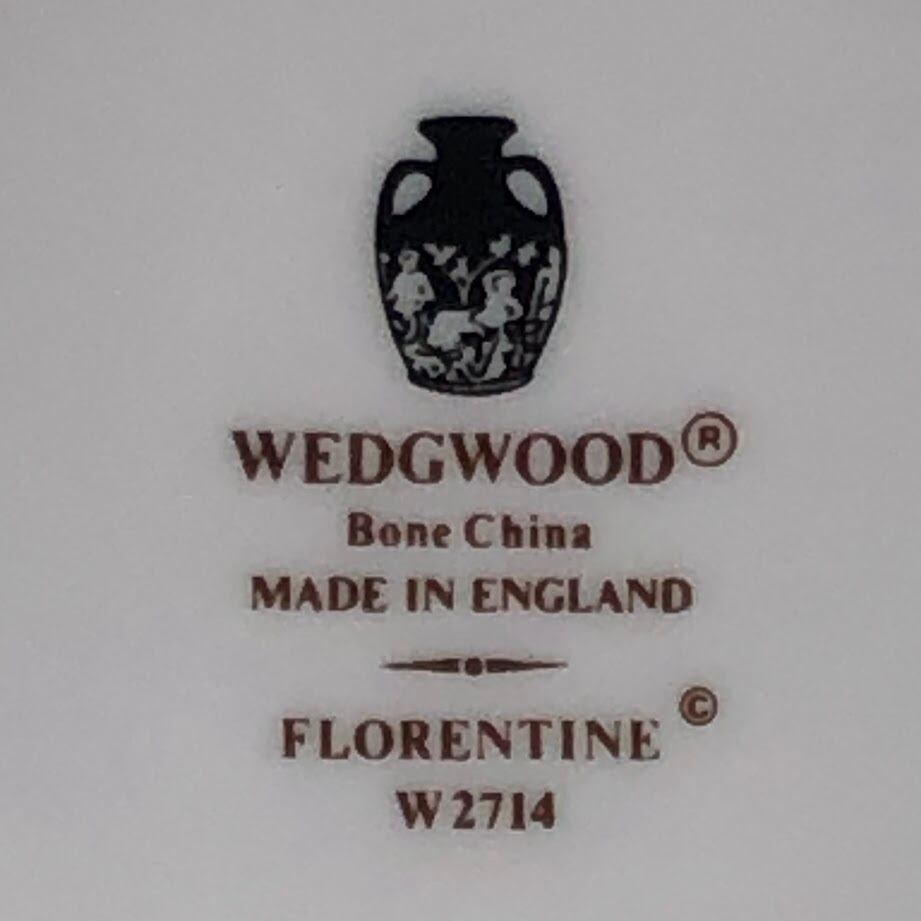 WEDGWOOD®
Bone China
MADE IN ENGLAND
FLORENTINE ©
W2714